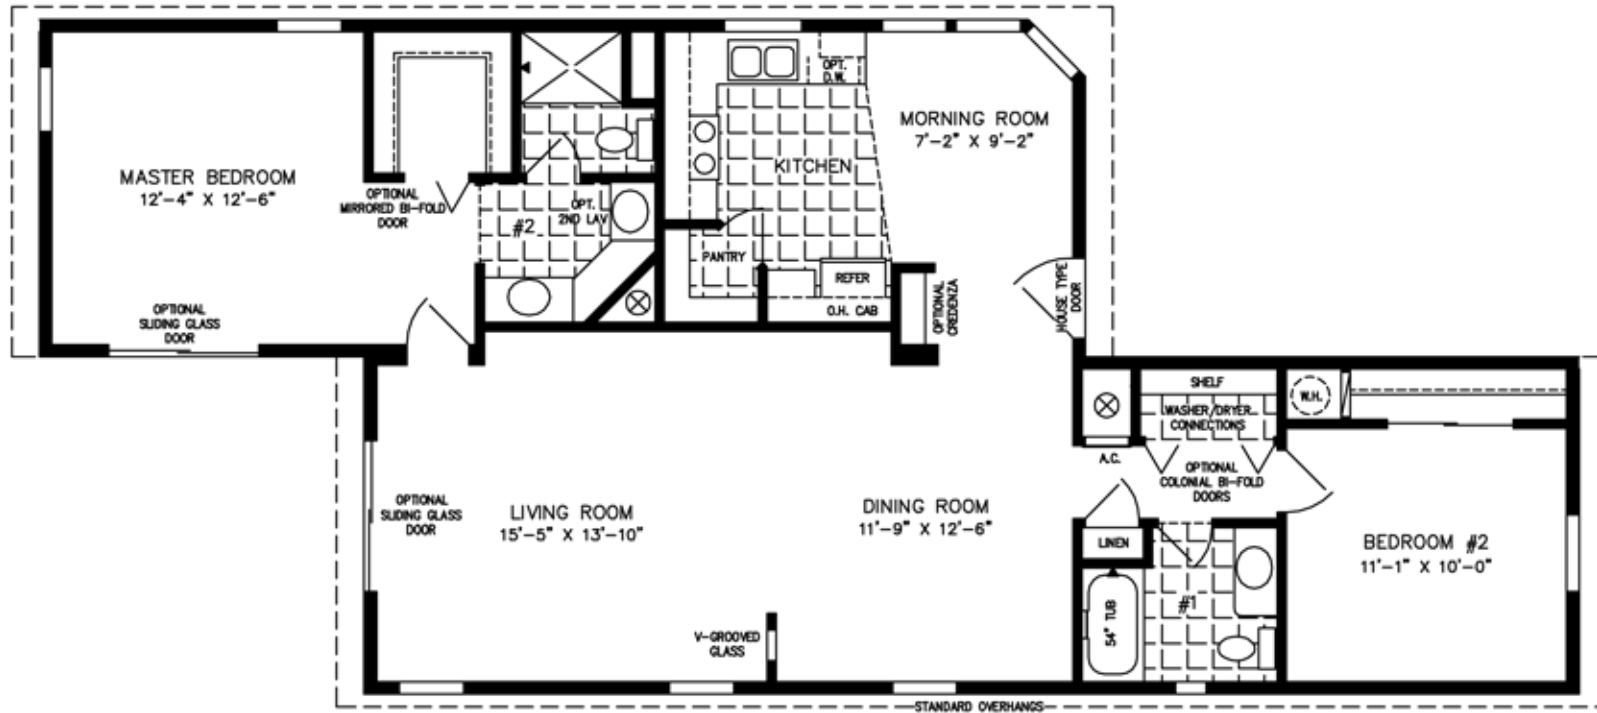 MASTER BEDROOM
12'-4" X 12'-6"
OPTIONAL
MIRRORED BI-FOLD
DOOR
OPTIONAL
SLIDING GLASS
DOOR
#2
OPT.
2ND LAV
OPT.
D.W.
KITCHEN
PANTRY
REFER
O.H. CAB
MORNING ROOM
7'-2" X 9'-2"
OPTIONAL
CREDENZA
HOUSE TYPE
DOOR
OPTIONAL
SLIDING GLASS
DOOR
LIVING ROOM
15'-5" X 13'-10"
V-GROOVED
GLASS
DINING ROOM
11'-9" X 12'-6"
A.C.
SHELF
WASHER/DRYER
CONNECTIONS
OPTIONAL
COLONIAL BI-FOLD
DOORS
W.H.
LINEN
54" TUB
#1
BEDROOM #2
11'-1" X 10'-0"
STANDARD OVERHANGS